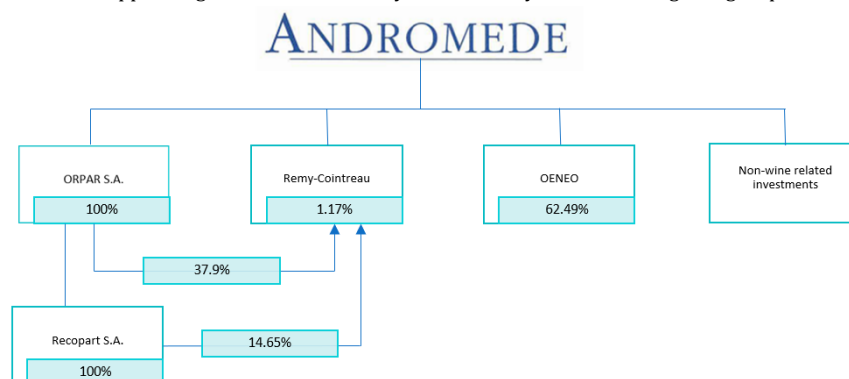 ANDROMEDE
ORPAR S.A.
100%
Remy-Cointreau
1.17%
OENEO
62.49%
Non-wine related
investments
37.9%
Recopart S.A.
100%
14.65%